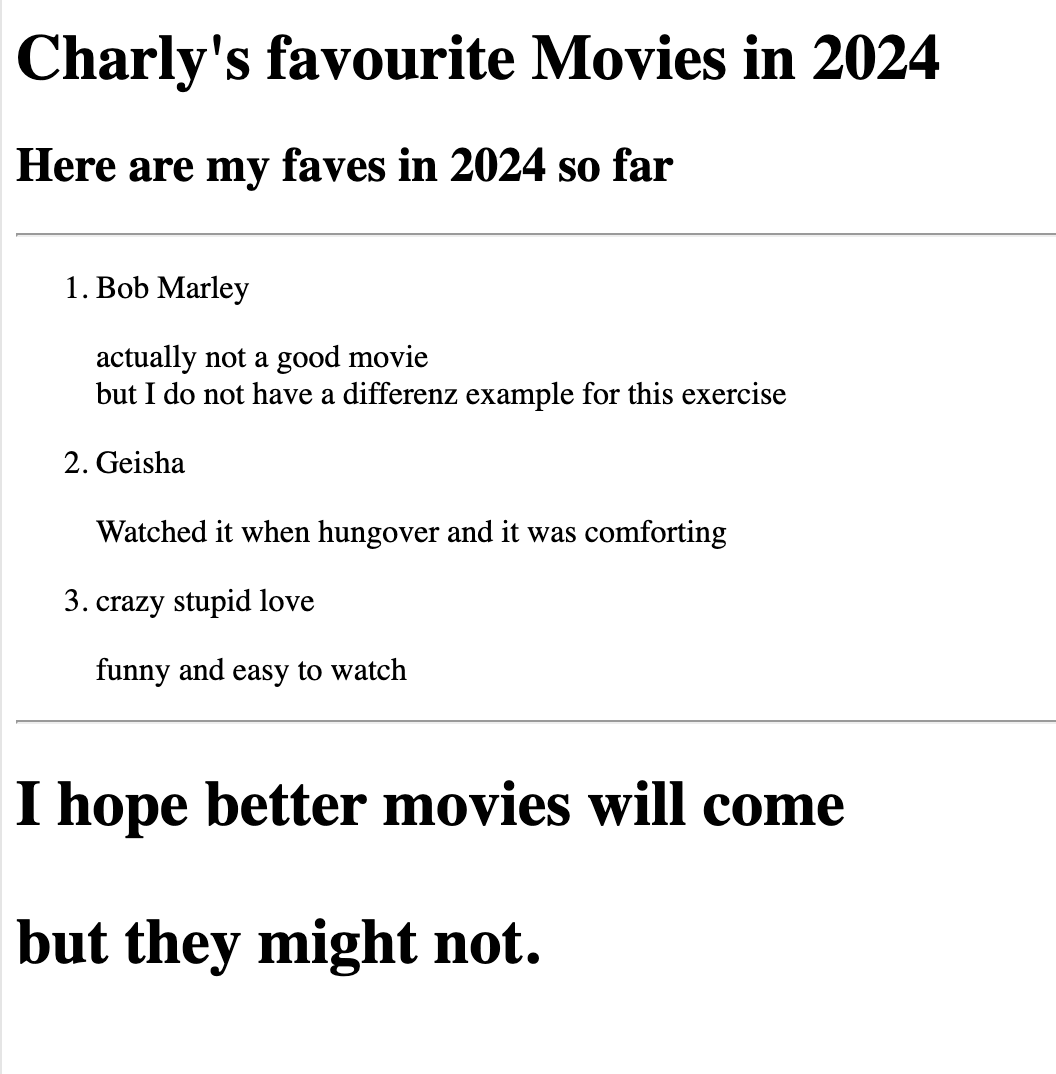 Charly's favourite Movies in 2024
Here are my faves in 2024 so far
1. Bob Marley
actually not a good movie
but I do not have a differenz example for this exercise
2. Geisha
Watched it when hungover and it was comforting
3. crazy stupid love
funny and easy to watch
I hope better movies will come
but they might not.